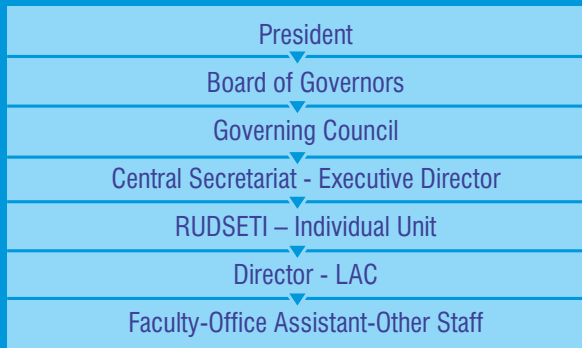 President
Board of Governors
Governing Council
Central Secretariat - Executive Director
RUDSETI – Individual Unit
Director - LAC
Faculty-Office Assistant-Other Staff